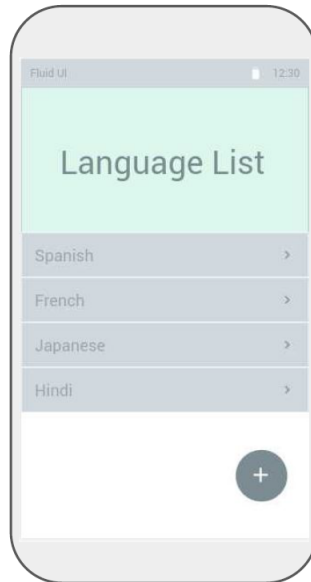 Fluid UI 12:30
Language List
Spanish >
French >
Japanese >
Hindi >
+